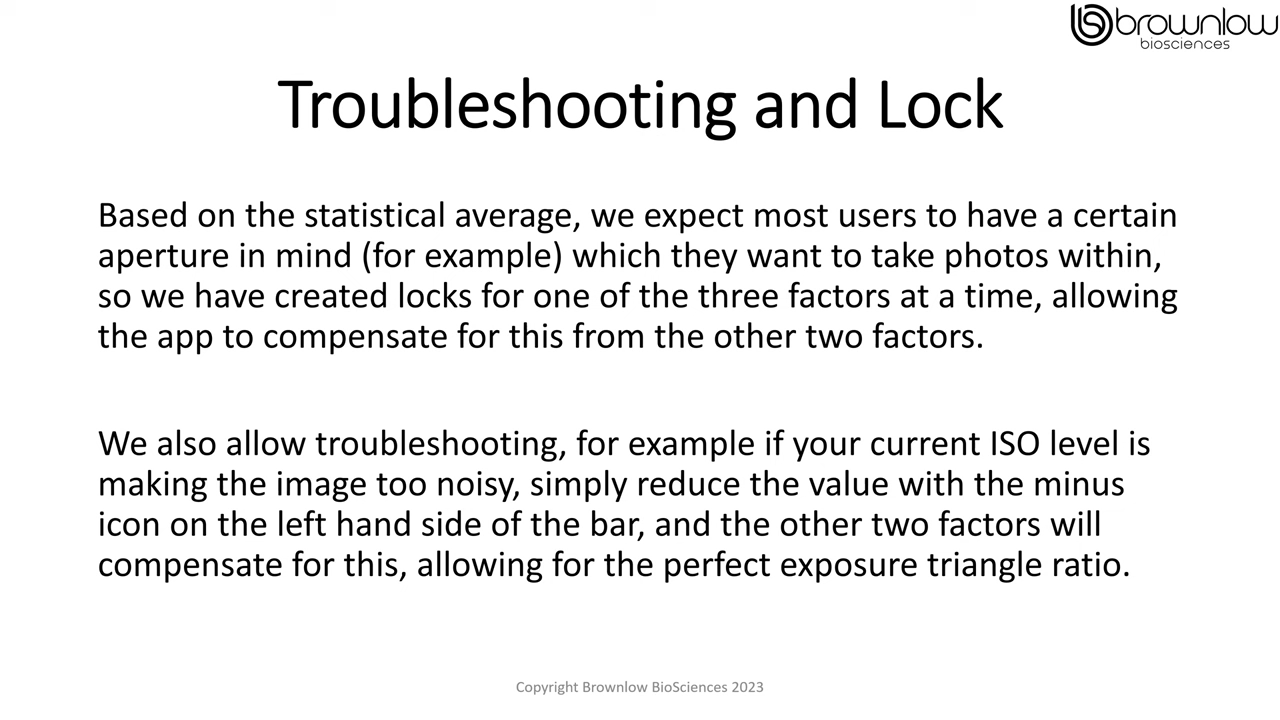 brownlow
biosciences
Troubleshooting and Lock
Based on the statistical average, we expect most users to have a certain
aperture in mind (for example) which they want to take photos within,
so we have created locks for one of the three factors at a time, allowing
the app to compensate for this from the other two factors.
We also allow troubleshooting, for example if your current ISO level is
making the image too noisy, simply reduce the value with the minus
icon on the left hand side of the bar, and the other two factors will
compensate for this, allowing for the perfect exposure triangle ratio.
Copyright Brownlow BioSciences 2023